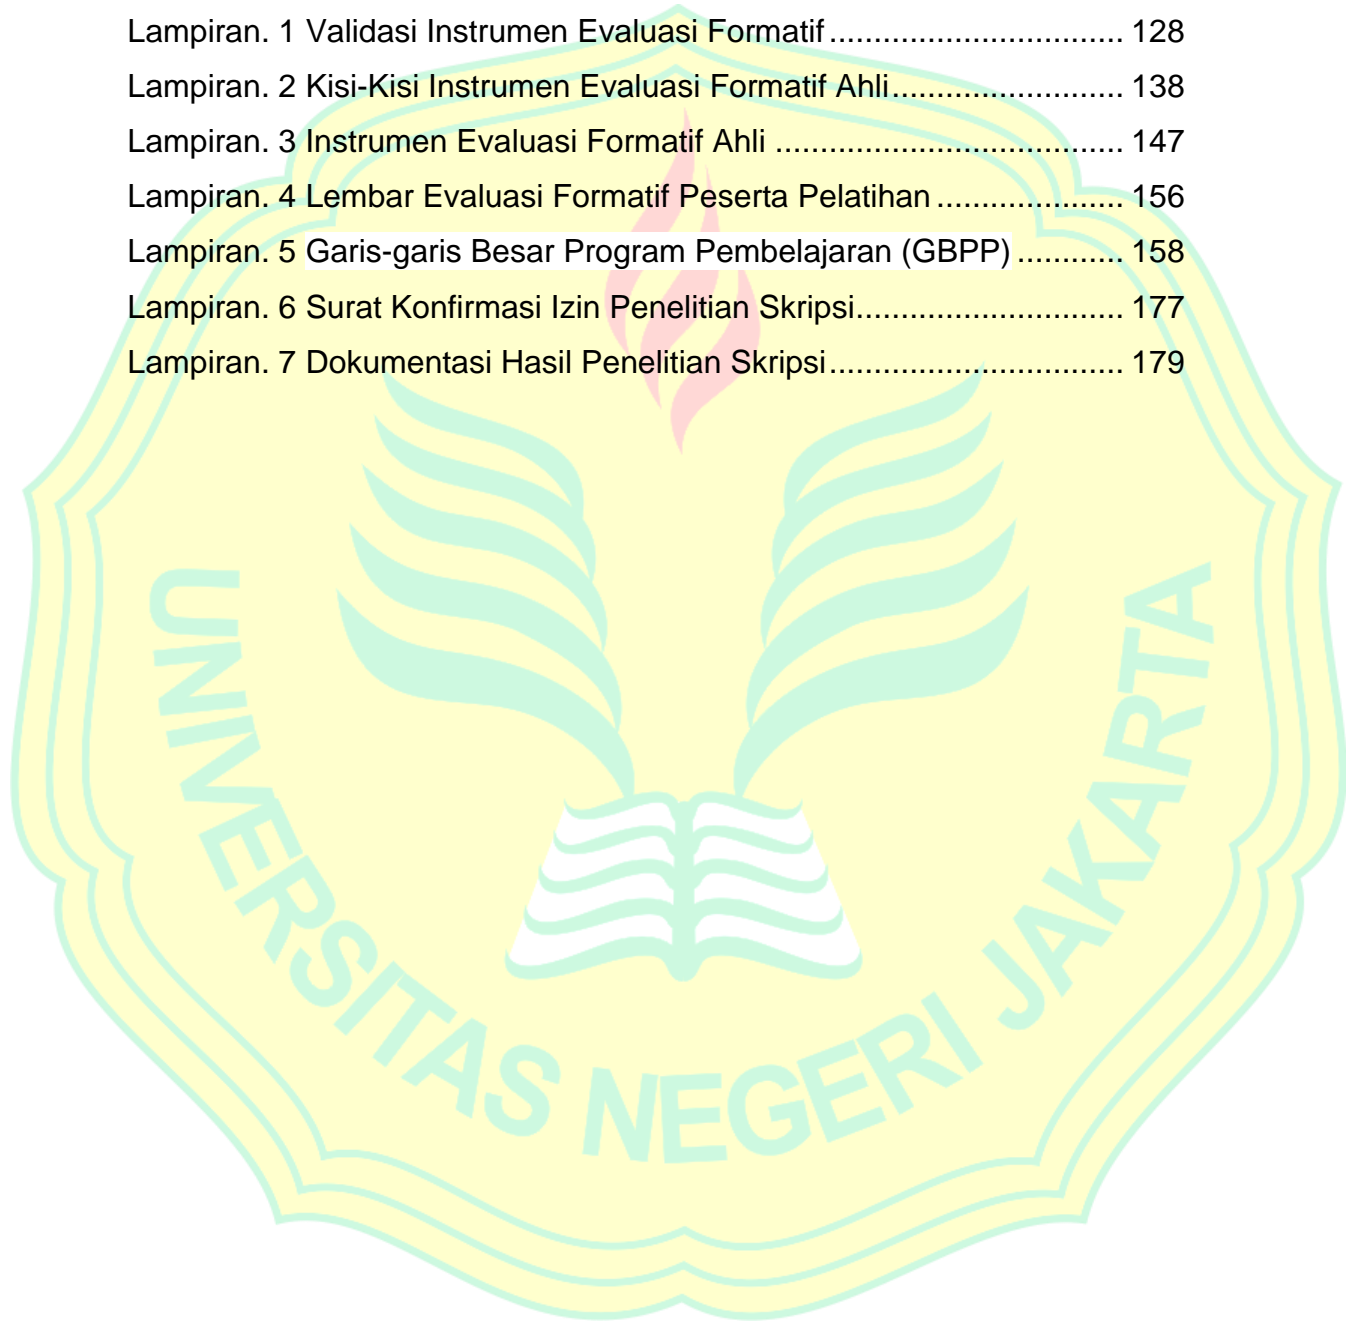 Lampiran. 1 Validasi Instrumen Evaluasi Formatif................................. 128
Lampiran. 2 Kisi-Kisi Instrumen Evaluasi Formatif Ahli.......................... 138
Lampiran. 3 Instrumen Evaluasi Formatif Ahli ....................................... 147
Lampiran. 4 Lembar Evaluasi Formatif Peserta Pelatihan ..................... 156
Lampiran. 5 Garis-garis Besar Program Pembelajaran (GBPP) ............ 158
Lampiran. 6 Surat Konfirmasi Izin Penelitian Skripsi.............................. 177
Lampiran. 7 Dokumentasi Hasil Penelitian Skripsi................................. 179
UNIVERSITAS NEGERI JAKARTA